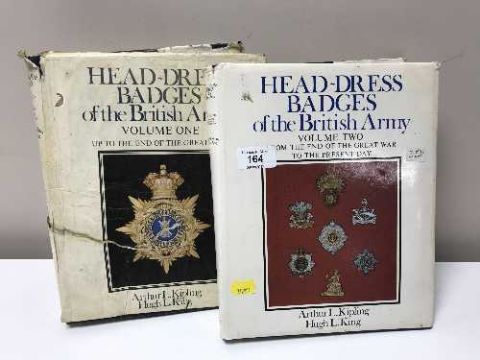 HEAD-DRESS
BADGES
of the British Army
VOLUME ONE
UP TO THE END OF THE GREAT WAR
Arthur L. Kipling
Hugh L. King
HEAD-DRESS
BADGES
of the British Army
VOLUME TWO
FROM THE END OF THE GREAT WAR
TO THE PRESENT DAY
164
Arthur L. Kipling
Hugh L. King